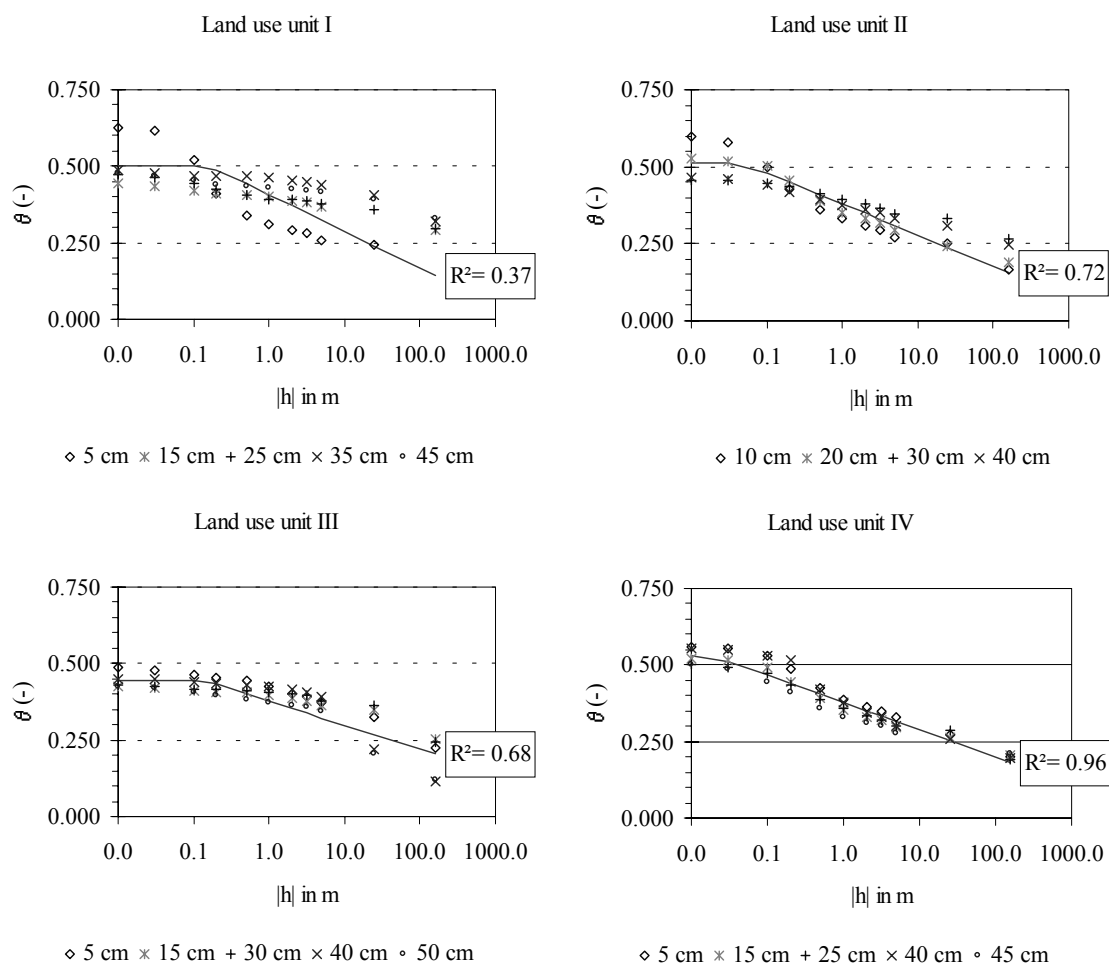 Land use unit I
0.750
0.500
0.250
0.000
θ (-)
R²= 0.37
0.0 0.1 1.0 10.0 100.0 1000.0
|h| in m
5 cm 15 cm 25 cm 35 cm 45 cm
Land use unit II
0.750
0.500
0.250
0.000
θ (-)
R²= 0.72
0.0 0.1 1.0 10.0 100.0 1000.0
|h| in m
10 cm 20 cm 30 cm 40 cm
Land use unit III
0.750
0.500
0.250
0.000
θ (-)
R²= 0.68
0.0 0.1 1.0 10.0 100.0 1000.0
|h| in m
5 cm 15 cm 30 cm 40 cm 50 cm
Land use unit IV
0.750
0.500
0.250
0.000
θ (-)
R²= 0.96
0.0 0.1 1.0 10.0 100.0 1000.0
|h| in m
5 cm 15 cm 25 cm 40 cm 45 cm